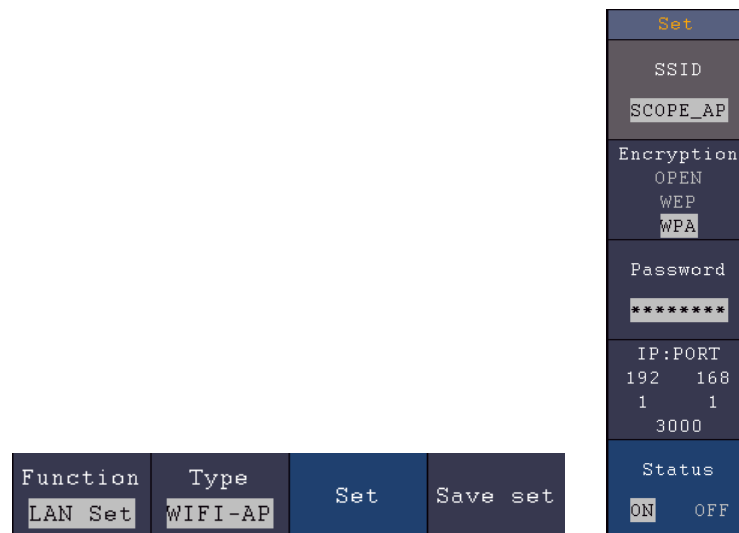 Set
SSID
SCOPE_AP
Encryption
OPEN
WEP
WPA
Password
********
IP:PORT
192 168
1 1
3000
Status
ON OFF
Function Type Set Save set
LAN Set WIFI-AP